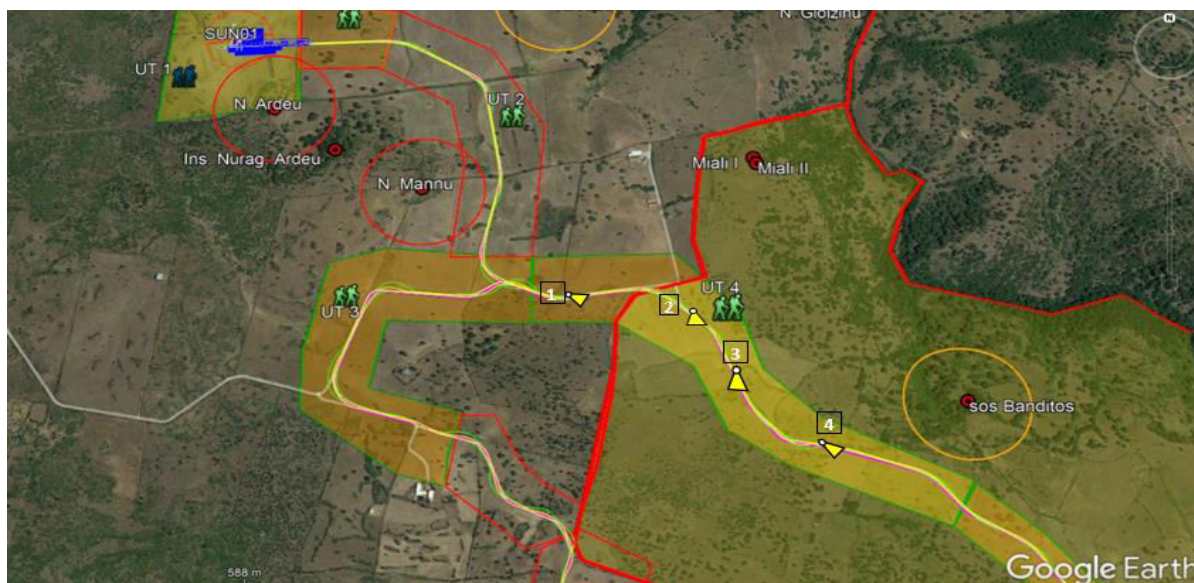 N. Gioizinu
N
SUN01
UT 1
N. Ardeu
UT 2
Ins. Nurag. Ardeu
Miali I
Miali II
N. Mannu
UT 4
1
2
UT 3
3
sos Banditos
4
588 m
Google Earth